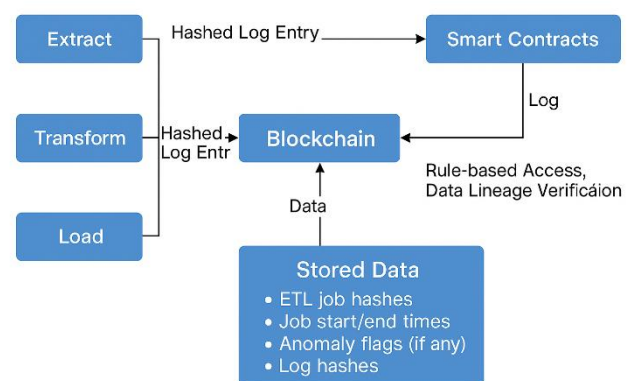 Extract
Hashed Log Entry
Smart Contracts
Log
Transform
Hashed
Log Entr
Blockchain
Rule-based Access,
Data Lineage Verificáion
Load
Data
Stored Data
• ETL job hashes
• Job start/end times
• Anomaly flags (if any)
• Log hashes